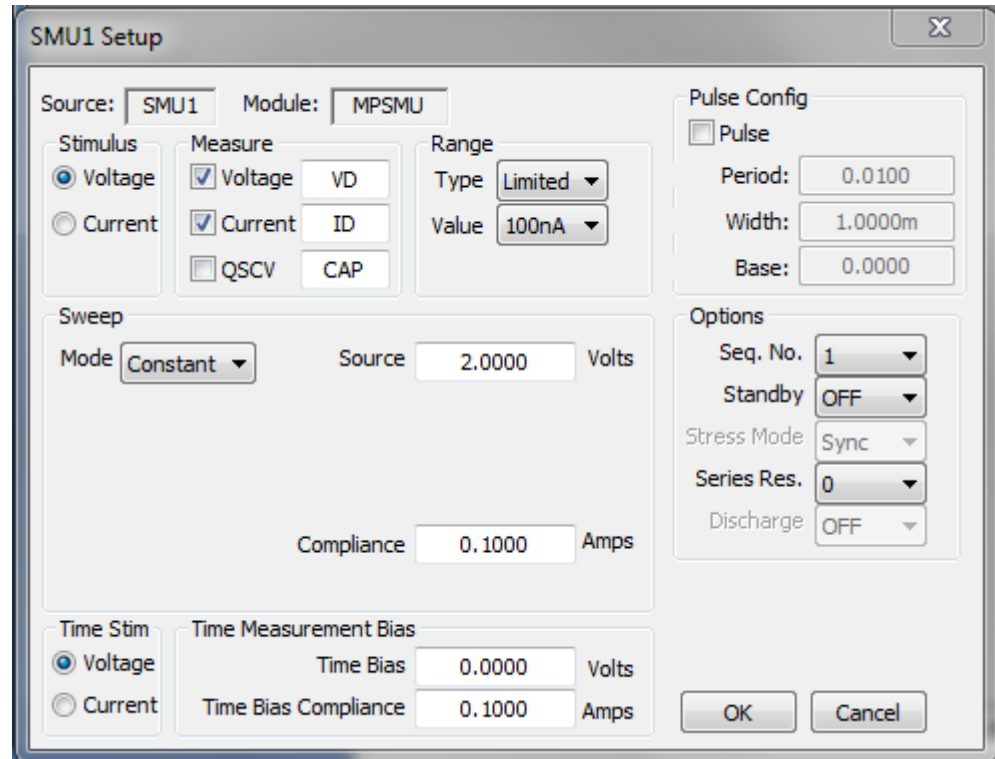 SMU1 Setup
Source: SMU1 Module: MPSMU
Stimulus
Voltage
Current
Measure
Voltage VD
Current ID
QSCV CAP
Range
Type Limited
Value 100nA
Pulse Config
Pulse
Period: 0.0100
Width: 1.0000m
Base: 0.0000
Sweep
Mode Constant Source 2.0000 Volts
Compliance 0.1000 Amps
Options
Seq. No. 1
Standby OFF
Stress Mode Sync
Series Res. 0
Discharge OFF
Time Stim
Voltage
Current
Time Measurement Bias
Time Bias 0.0000 Volts
Time Bias Compliance 0.1000 Amps
OK Cancel